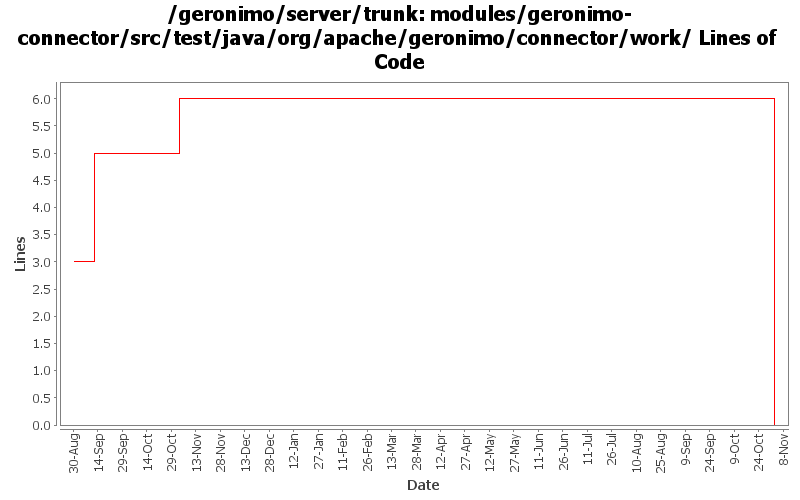 /geronimo/server/trunk: modules/geronimo-
connector/src/test/java/org/apache/geronimo/connector/work/ Lines of
Code
Lines
6.0
5.5
5.0
4.5
4.0
3.5
3.0
2.5
2.0
1.5
1.0
0.5
0.0
30-Aug
14-Sep
29-Sep
14-Oct
29-Oct
13-Nov
28-Nov
13-Dec
28-Dec
12-Jan
27-Jan
11-Feb
26-Feb
13-Mar
28-Mar
12-Apr
27-Apr
12-May
27-May
11-Jun
26-Jun
11-Jul
26-Jul
10-Aug
25-Aug
9-Sep
24-Sep
9-Oct
24-Oct
8-Nov
Date